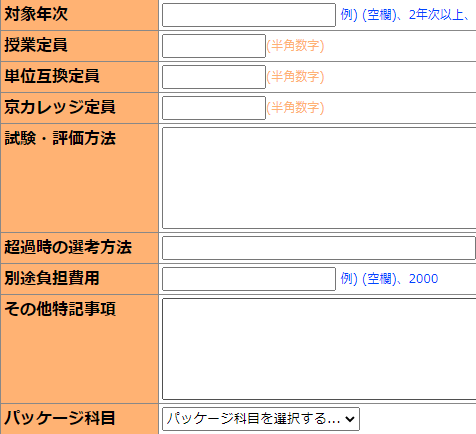 対象年次 例) (空欄)、2年次以上、
授業定員 (半角数字)
単位互換定員 (半角数字)
京カレッジ定員 (半角数字)
試験・評価方法
超過時の選考方法
別途負担費用 例) (空欄)、2000
その他特記事項
パッケージ科目 パッケージ科目を選択する...